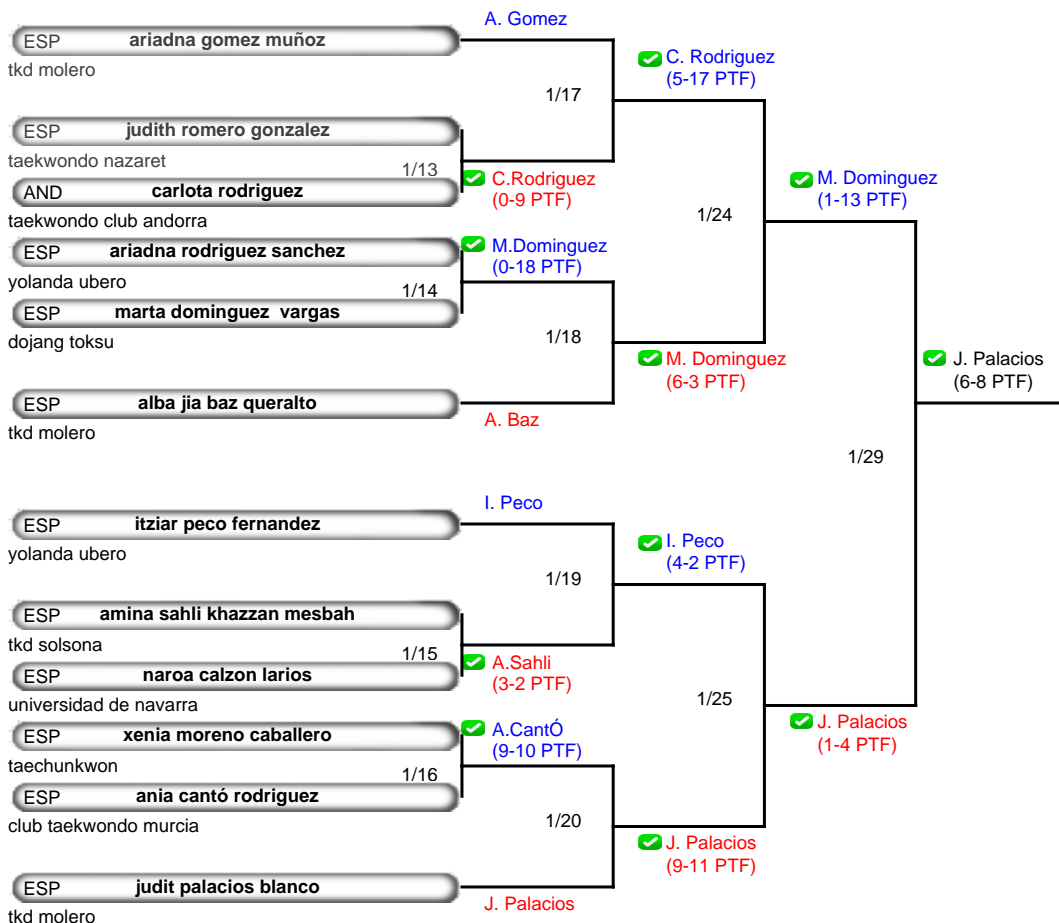 A. Gomez
ESP ariadna gomez muñoz
tkd molero
C. Rodriguez
(5-17 PTF)
1/17
ESP judith romero gonzalez
taekwondo nazaret
1/13
C.Rodriguez
(0-9 PTF)
AND carlota rodriguez
taekwondo club andorra
M. Dominguez
(1-13 PTF)
1/24
ESP ariadna rodriguez sanchez
yolanda ubero
M.Dominguez
(0-18 PTF)
1/14
ESP marta dominguez vargas
dojang toksu
1/18
M. Dominguez
(6-3 PTF)
J. Palacios
(6-8 PTF)
ESP alba jia baz queralto
tkd molero
A. Baz
1/29
I. Peco
ESP itziar peco fernandez
yolanda ubero
I. Peco
(4-2 PTF)
1/19
ESP amina sahli khazzan mesbah
tkd solsona
1/15
A.Sahli
(3-2 PTF)
ESP naroa calzon larios
universidad de navarra
1/25
J. Palacios
(1-4 PTF)
ESP xenia moreno caballero
taechunkwon
A.CantÓ
(9-10 PTF)
1/16
ESP ania cantó rodriguez
club taekwondo murcia
1/20
J. Palacios
(9-11 PTF)
ESP judit palacios blanco
tkd molero
J. Palacios